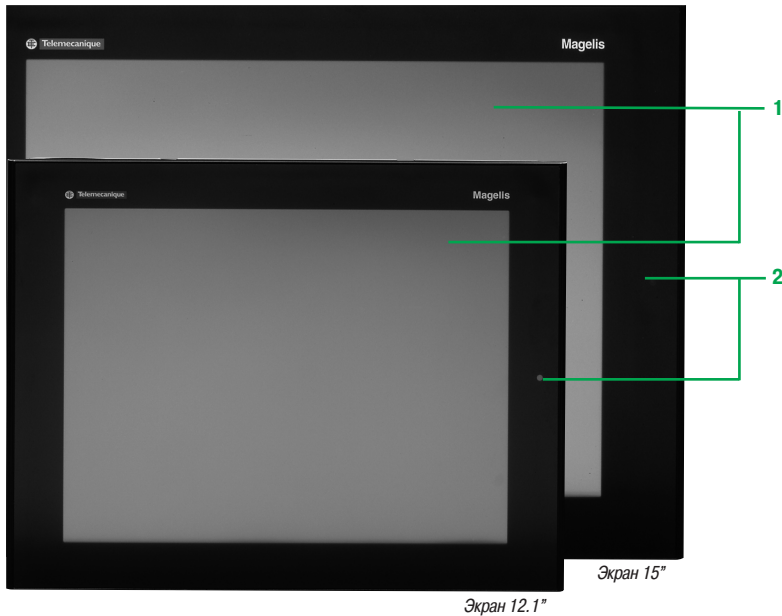 Telemecanique
Magelis
1
Telemecanique
Magelis
2
Экран 15”
Экран 12.1”